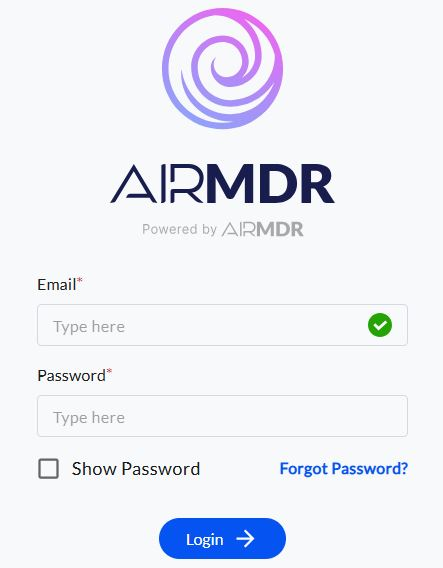 AIRMDR
Powered by AIRMDR
Email*
Type here
Password*
Type here
Show Password Forgot Password?
Login